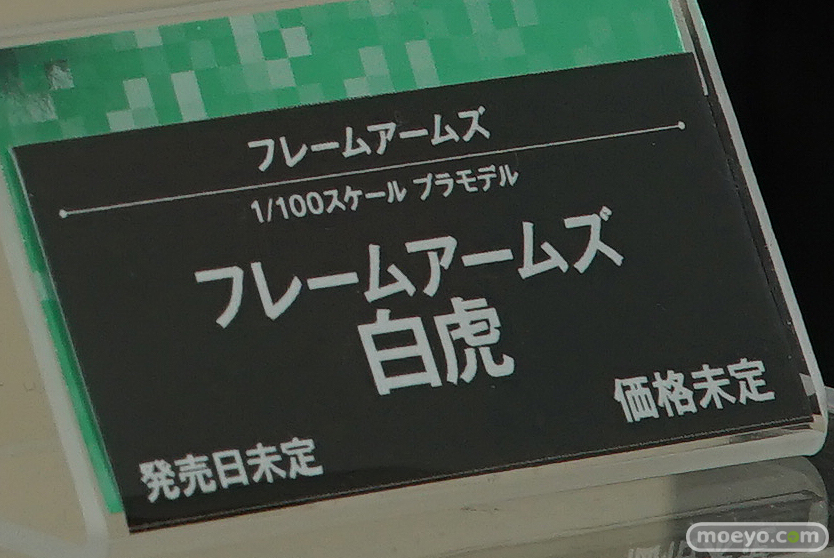 フレームアームズ
1/100スケール プラモデル
フレームアームズ
白虎
価格未定
発売日未定
moeyo.com